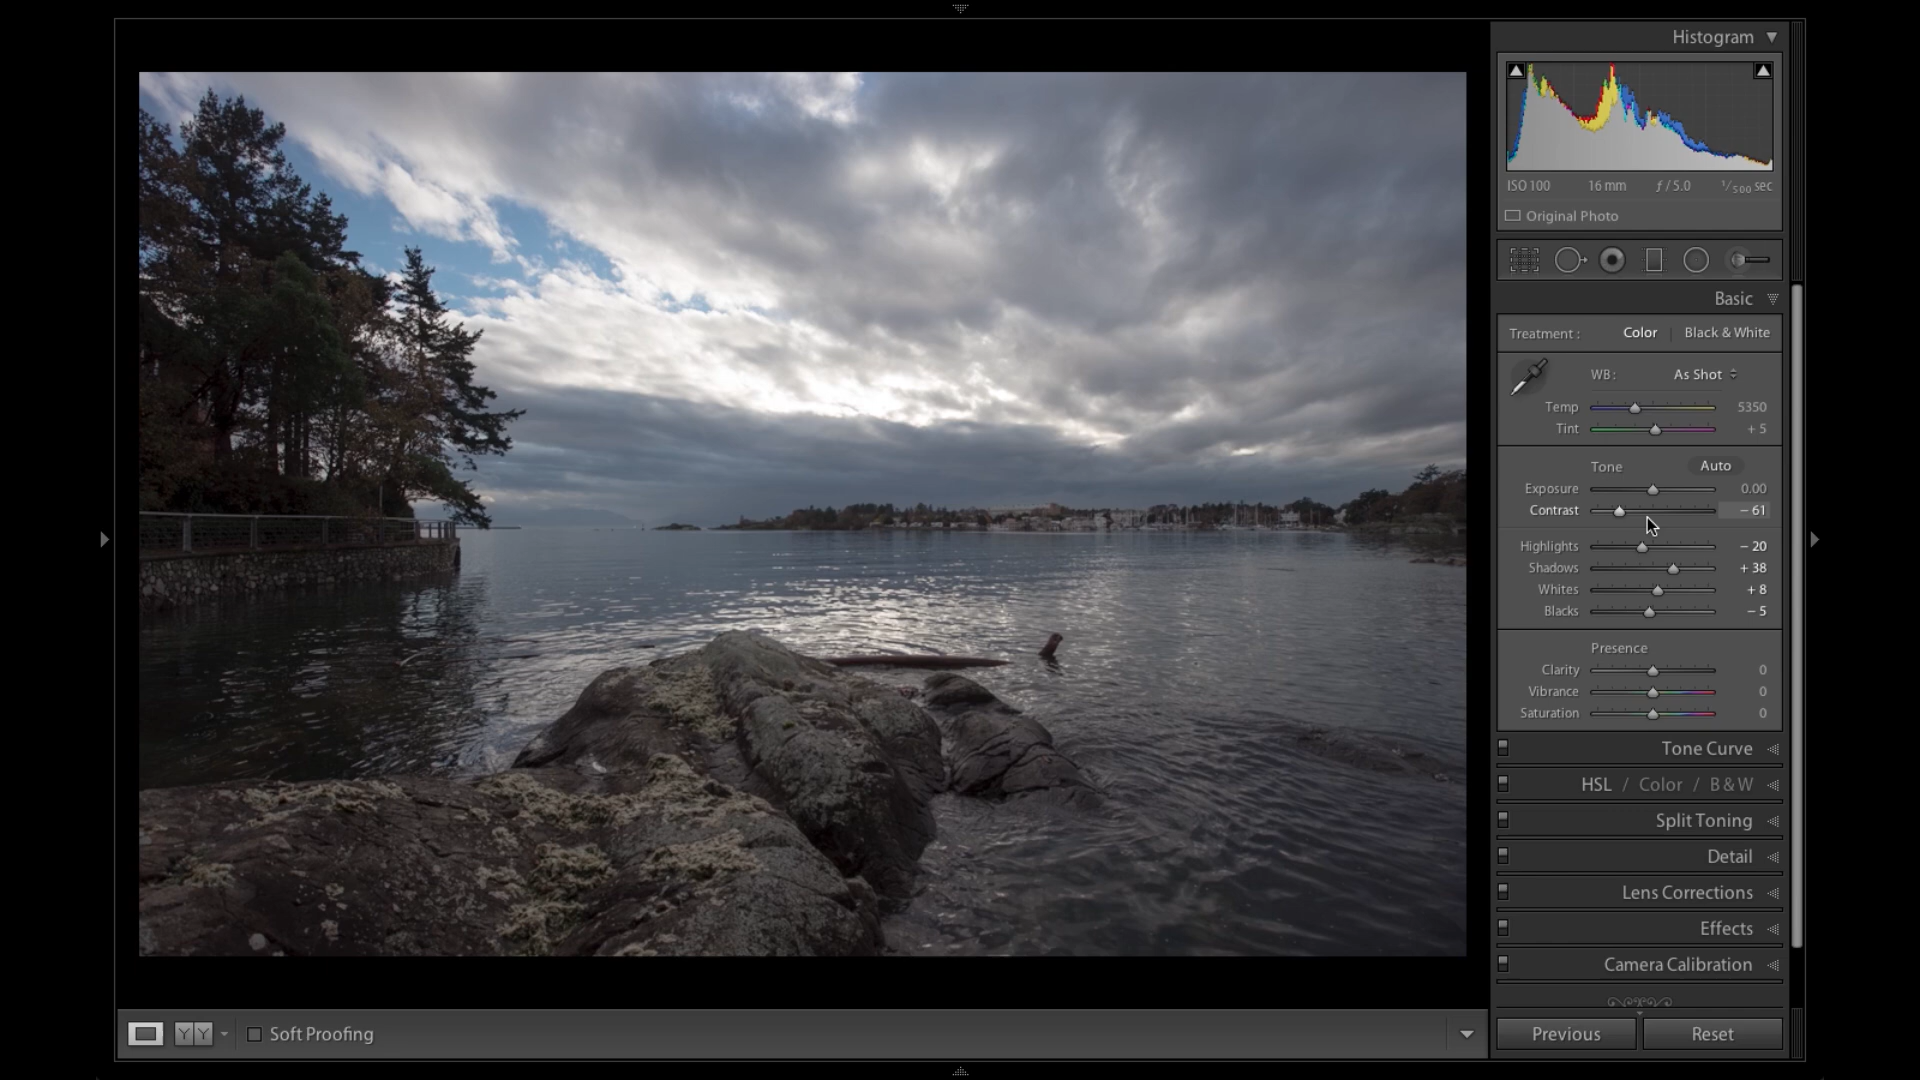 Histogram
ISO 100 16 mm ƒ / 5.0 1/500 sec
Original Photo
Basic
Treatment : Color Black & White
WB: As Shot
Temp 5350
Tint + 5
Tone Auto
Exposure 0.00
Contrast – 61
Highlights – 20
Shadows + 38
Whites + 8
Blacks – 5
Presence
Clarity 0
Vibrance 0
Saturation 0
Tone Curve
HSL / Color / B & W
Split Toning
Detail
Lens Corrections
Effects
Camera Calibration
Y Y Soft Proofing
Previous Reset